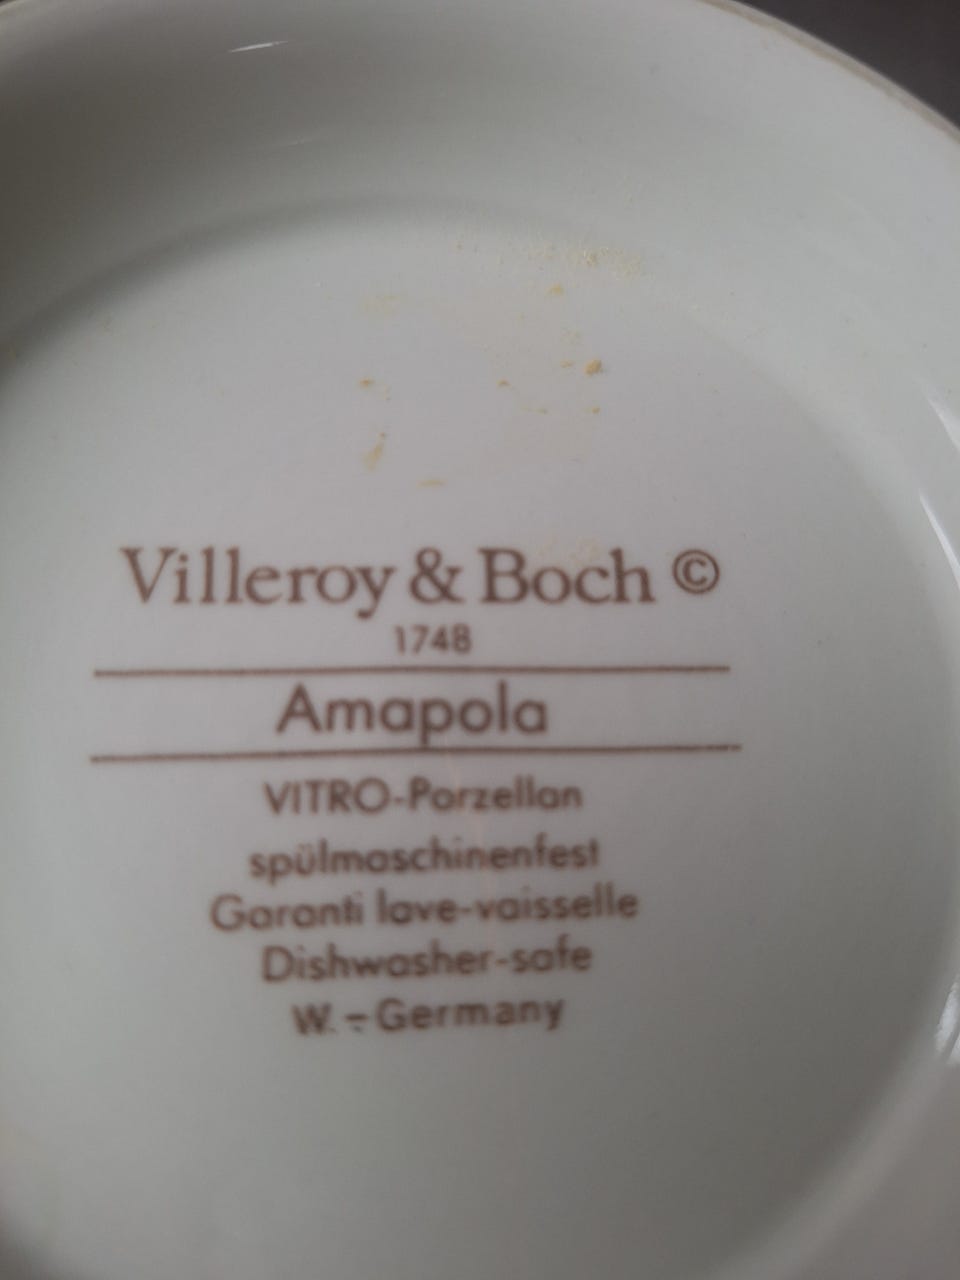 Villeroy & Boch ©
1748
Amapola
VITRO-Porzellan
spülmaschinenfest
Garanti lave-vaisselle
Dishwasher-safe
W.-Germany